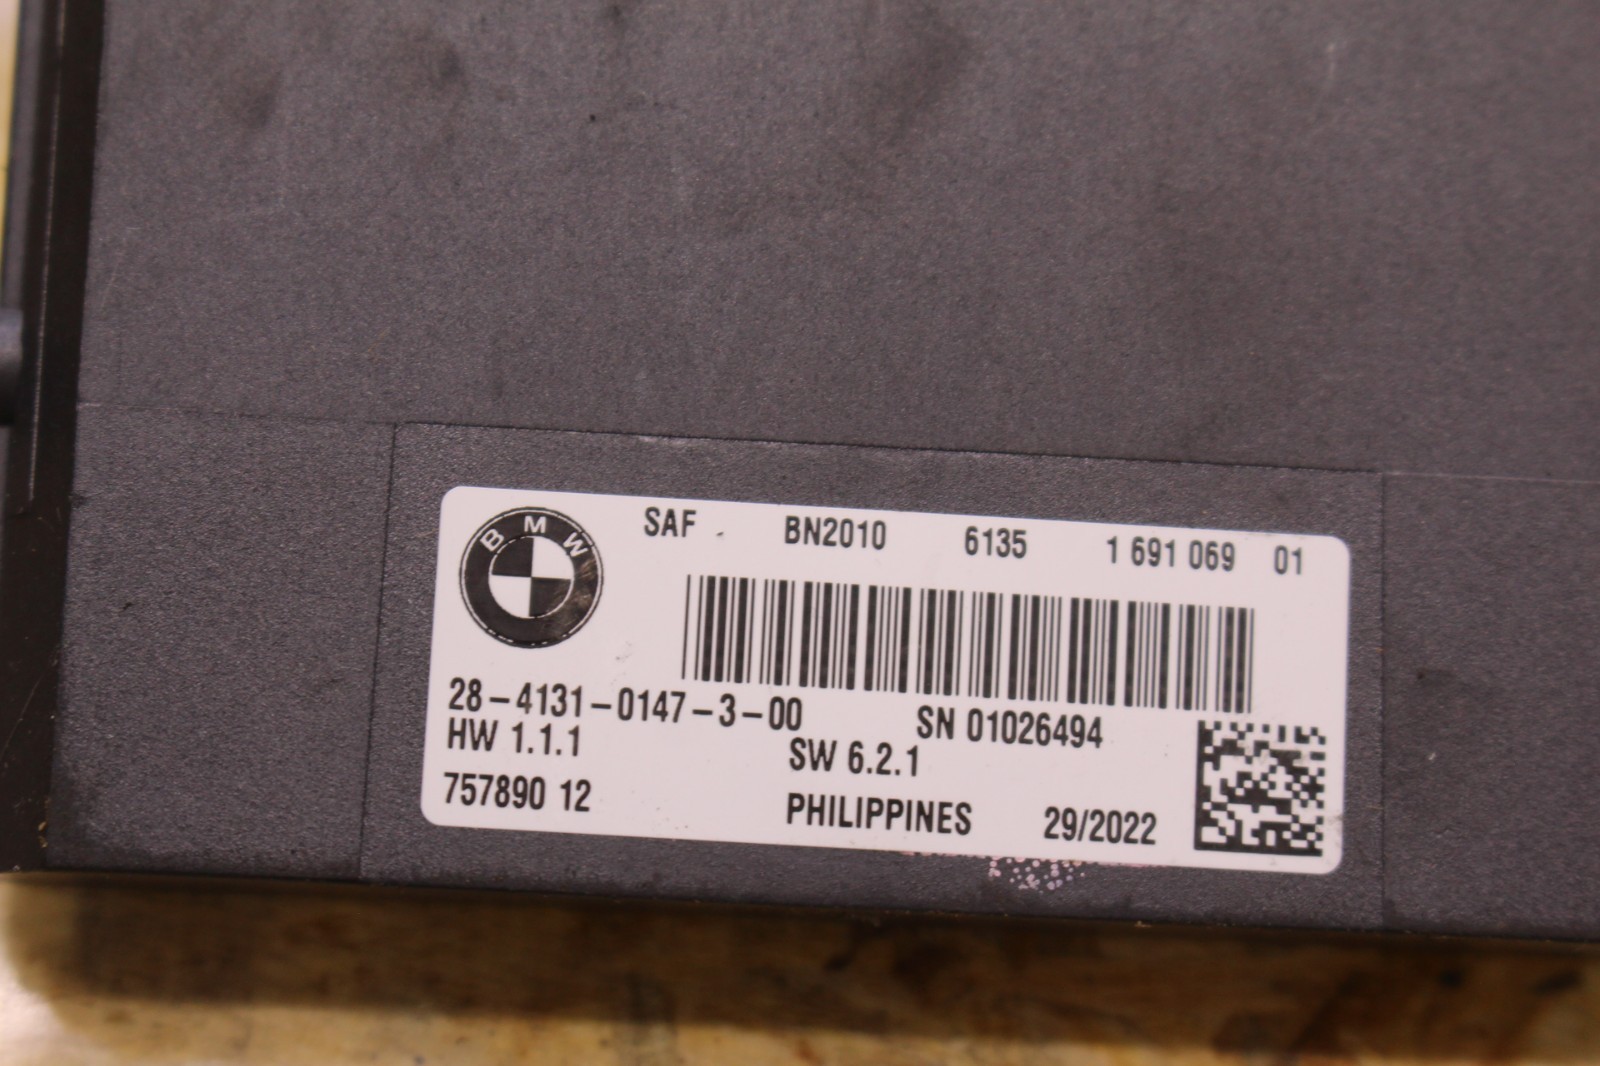 BMW
SAF BN2010 6135 1 691 069 01
28-4131-0147-3-00 SN 01026494
HW 1.1.1 SW 6.2.1
757890 12 PHILIPPINES 29/2022